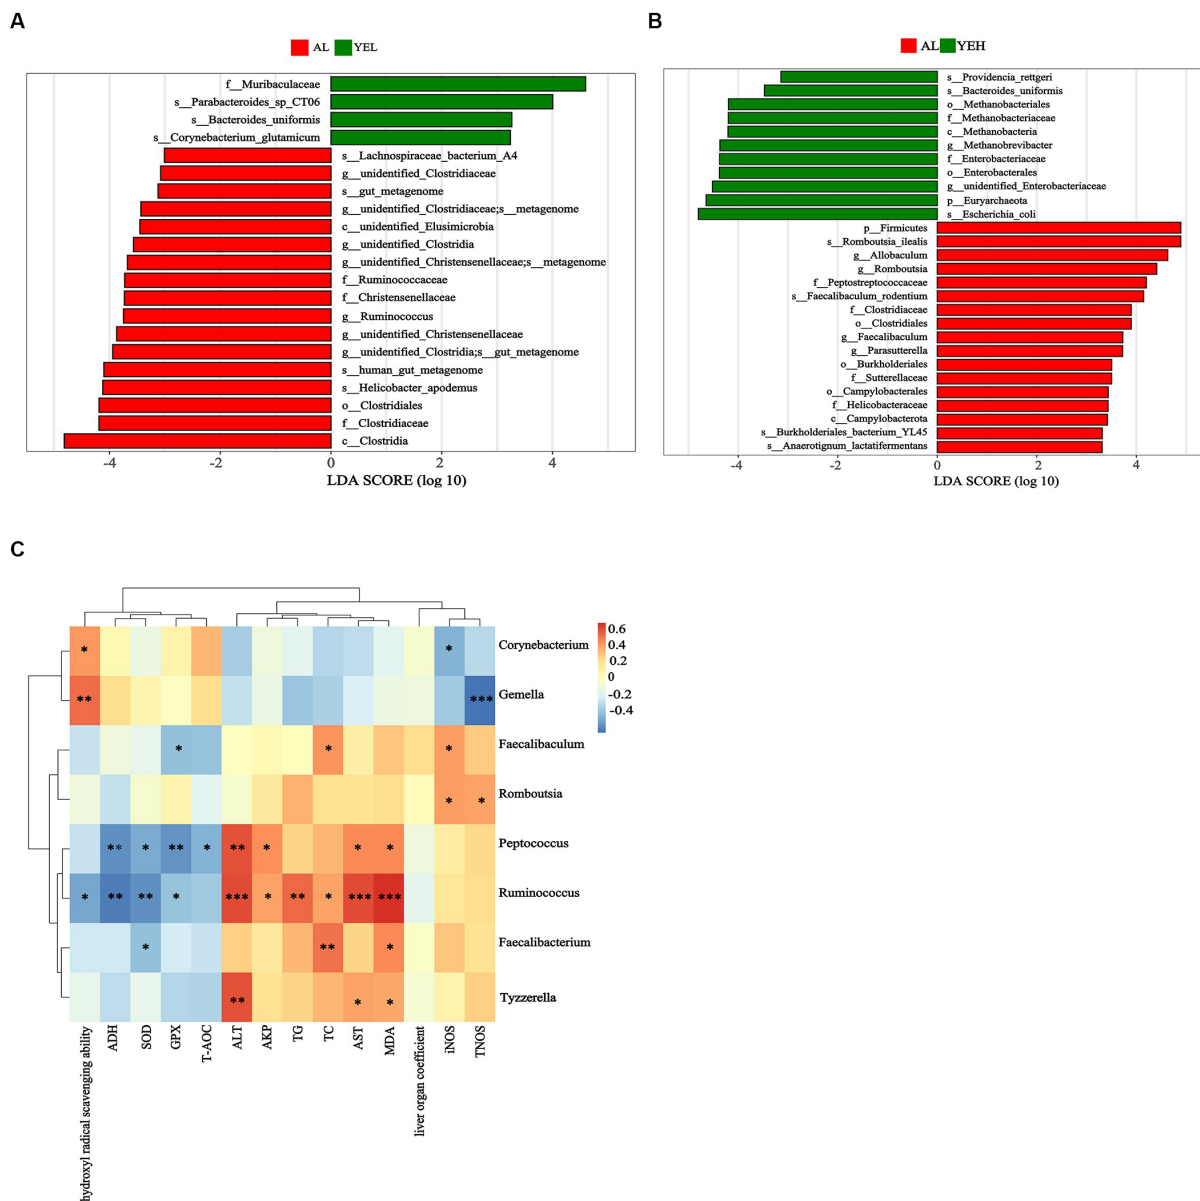 A
AL YEL
f__Muribaculaceae
s__Parabacteroides_sp_CT06
s__Bacteroides_uniformis
s__Corynebacterium_glutamicum
s__Lachnospiraceae_bacterium_A4
g__unidentified_Clostridiaceae
s__gut_metagenome
g__unidentified_Clostridiaceae;s__metagenome
c__unidentified_Elusimicrobia
g__unidentified_Clostridia
g__unidentified_Christensenellaceae;s__metagenome
f__Ruminococcaceae
f__Christensenellaceae
g__Ruminococcus
g__unidentified_Christensenellaceae
g__unidentified_Clostridia;s__gut_metagenome
s__human_gut_metagenome
s__Helicobacter_apodemus
o__Clostridiales
f__Clostridiaceae
c__Clostridia
-4 -2 0 2 4
LDA SCORE (log 10)
B
AL YEH
s__Providencia_rettgeri
s__Bacteroides_uniformis
o__Methanobacteriales
f__Methanobacteriaceae
c__Methanobacteria
g__Methanobrevibacter
f__Enterobacteriaceae
o__Enterobacterales
g__unidentified_Enterobacteriaceae
p__Euryarchaeota
s__Escherichia_coli
p__Firmicutes
s__Romboutsia_ilealis
g__Allobaculum
g__Romboutsia
f__Peptostreptococcaceae
s__Faecalibaculum_rodentium
f__Clostridiaceae
o__Clostridiales
g__Faecalibaculum
g__Parasutterella
o__Burkholderiales
f__Sutterellaceae
o__Campylobacterales
f__Helicobacteraceae
c__Campylobacterota
s__Burkholderiales_bacterium_YL45
s__Anaerotignum_lactatifermentans
-4 -2 0 2 4
LDA SCORE (log 10)
C
0.6
0.4
0.2
0
-0.2
-0.4
* * Corynebacterium
** *** Gemella
* * * Faecalibaculum
* * Romboutsia
** * ** * ** * * * Peptococcus
* ** ** * *** * ** * *** *** Ruminococcus
* ** * Faecalibacterium
** * * Tyzzerella
hydroxyl radical scavenging ability
ADH
SOD
GPX
T-AOC
ALT
AKP
TG
TC
AST
MDA
liver organ coefficient
iNOS
TNOS